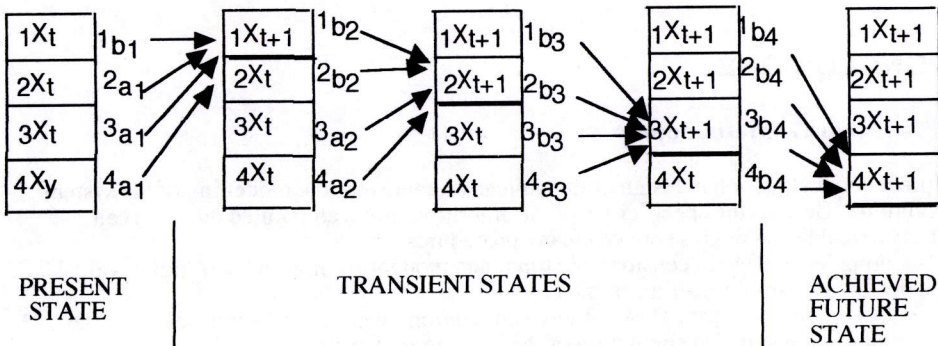 1Xt 1b1 1Xt+1 1b2 1Xt+1 1b3 1Xt+1 1b4 1Xt+1
2Xt 2a1 2Xt 2b2 2Xt+1 2b3 2Xt+1 2b4 2Xt+1
3Xt 3a1 3Xt 3a2 3Xt 3b3 3Xt+1 3b4 3Xt+1
4Xy 4a1 4Xt 4a2 4Xt 4a3 4Xt 4b4 4Xt+1
PRESENT STATE
TRANSIENT STATES
ACHIEVED FUTURE STATE